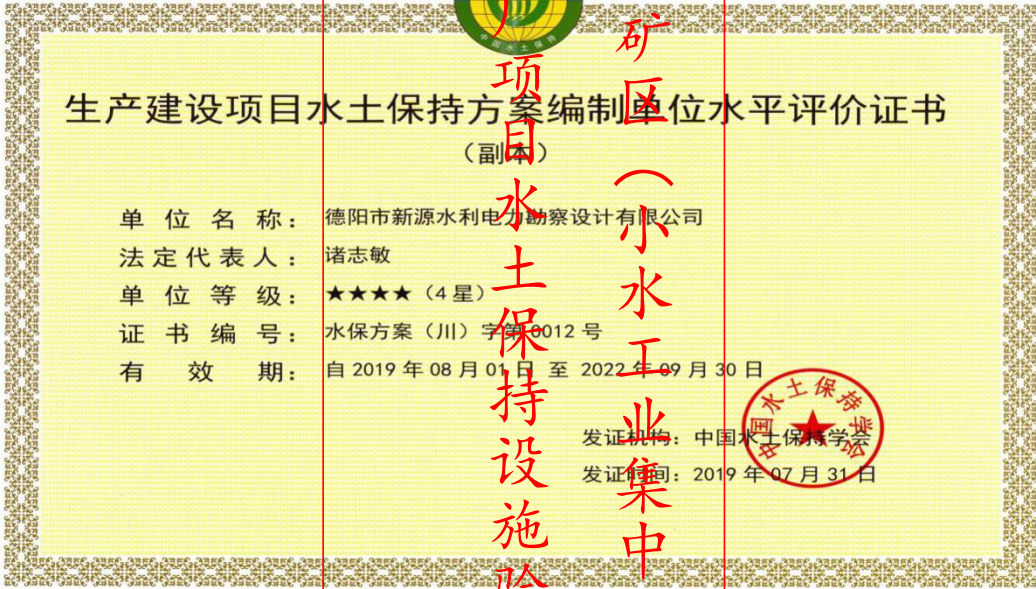 中国水土保持
生产建设项目水土保持方案编制单位水平评价证书
（副本）
单位名称：德阳市新源水利电力勘察设计有限公司
法定代表人：诸志敏
单位等级：★★★★（4星）
证书编号：水保方案（川）字第0012号
有效期：自2019年08月01日 至 2022年09月30日
发证机构：中国水土保持学会
发证时间：2019年07月31日
中国水土保持学会
矿区（小水工业集中
项目水土保持设施验